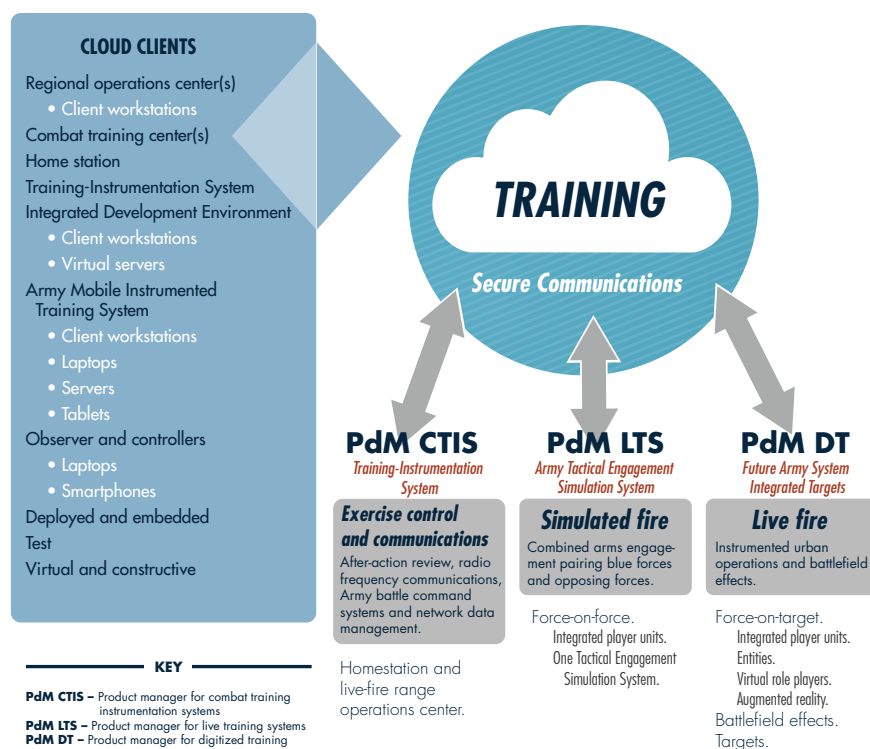 CLOUD CLIENTS
Regional operations center(s)
• Client workstations
Combat training center(s)
Home station
Training-Instrumentation System
Integrated Development Environment
• Client workstations
• Virtual servers
Army Mobile Instrumented
Training System
• Client workstations
• Laptops
• Servers
• Tablets
Observer and controllers
• Laptops
• Smartphones
Deployed and embedded
Test
Virtual and constructive
KEY
PdM CTIS – Product manager for combat training
instrumentation systems
PdM LTS – Product manager for live training systems
PdM DT – Product manager for digitized training
TRAINING
Secure Communications
PdM CTIS
Training-Instrumentation
System
Exercise control
and communications
After-action review, radio
frequency communications,
Army battle command
systems and network data
management.
Homestation and
live-fire range
operations center.
PdM LTS
Army Tactical Engagement
Simulation System
Simulated fire
Combined arms engage-
ment pairing blue forces
and opposing forces.
Force-on-force.
Integrated player units.
One Tactical Engagement
Simulation System.
PdM DT
Future Army System
Integrated Targets
Live fire
Instrumented urban
operations and battlefield
effects.
Force-on-target.
Integrated player units.
Entities.
Virtual role players.
Augmented reality.
Battlefield effects.
Targets.